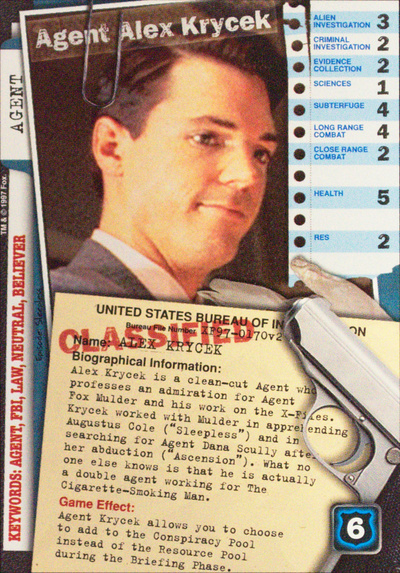 Agent Alex Krycek
AGENT
ALIEN INVESTIGATION 3
CRIMINAL INVESTIGATION 2
EVIDENCE COLLECTION 2
SCIENCES 1
SUBTERFUGE 4
LONG RANGE COMBAT 4
CLOSE RANGE COMBAT 2
HEALTH 5
RES 2
TM & © 1997 Fox.
KEYWORDS: AGENT, FBI, LAW, NEUTRAL, BELIEVER
UNITED STATES BUREAU OF IN ION
Bureau File Number XF97-0170v2
CLASSIFIED
Name: ALEX KRYCEK
Biographical Information:
Alex Krycek is a clean-cut Agent who
professes an admiration for Agent
Fox Mulder and his work on the X-Files.
Krycek worked with Mulder in apprehending
Augustus Cole ("Sleepless") and in
searching for Agent Dana Scully after
her abduction ("Ascension"). What no
one else knows is that he is actually
a double agent working for The
Cigarette-Smoking Man.
Game Effect:
Agent Krycek allows you to choose
to add to the Conspiracy Pool
instead of the Resource Pool
during the Briefing Phase.
6